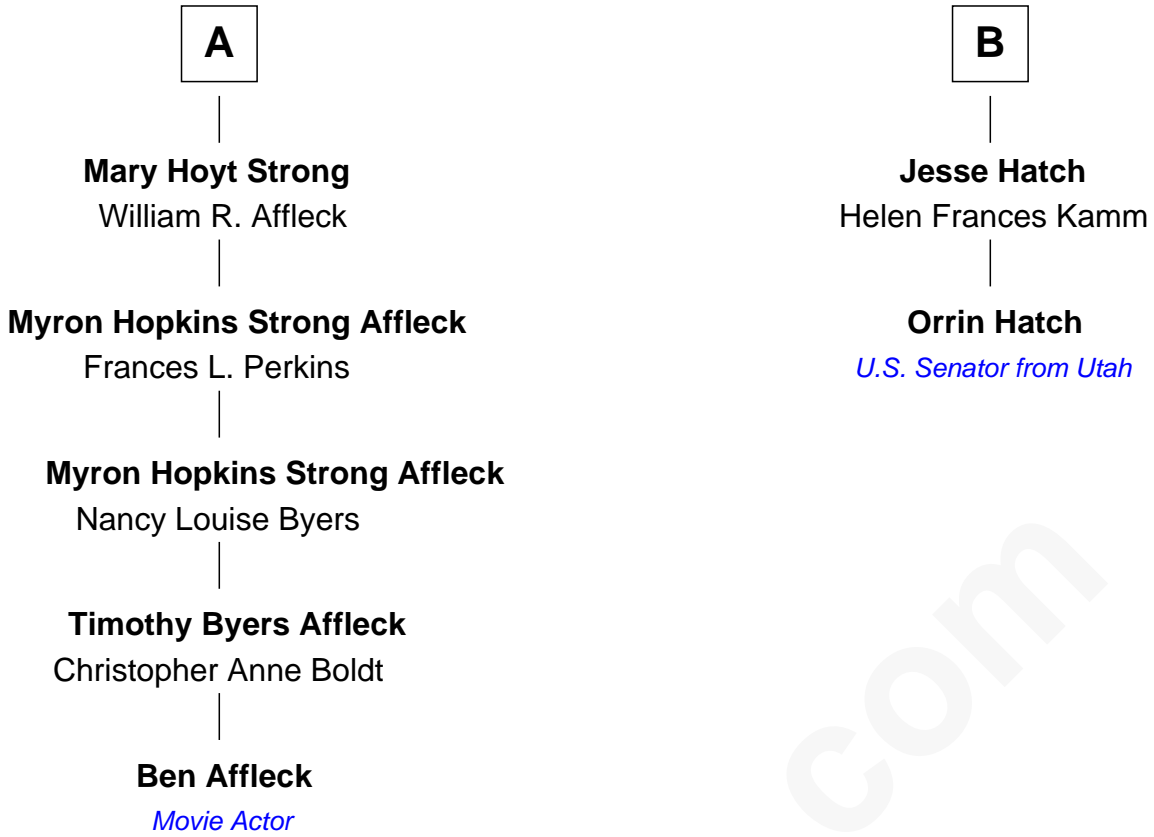 A
Mary Hoyt Strong
William R. Affleck
Myron Hopkins Strong Affleck
Frances L. Perkins
Myron Hopkins Strong Affleck
Nancy Louise Byers
Timothy Byers Affleck
Christopher Anne Boldt
Ben Affleck
Movie Actor
B
Jesse Hatch
Helen Frances Kamm
Orrin Hatch
U.S. Senator from Utah
com